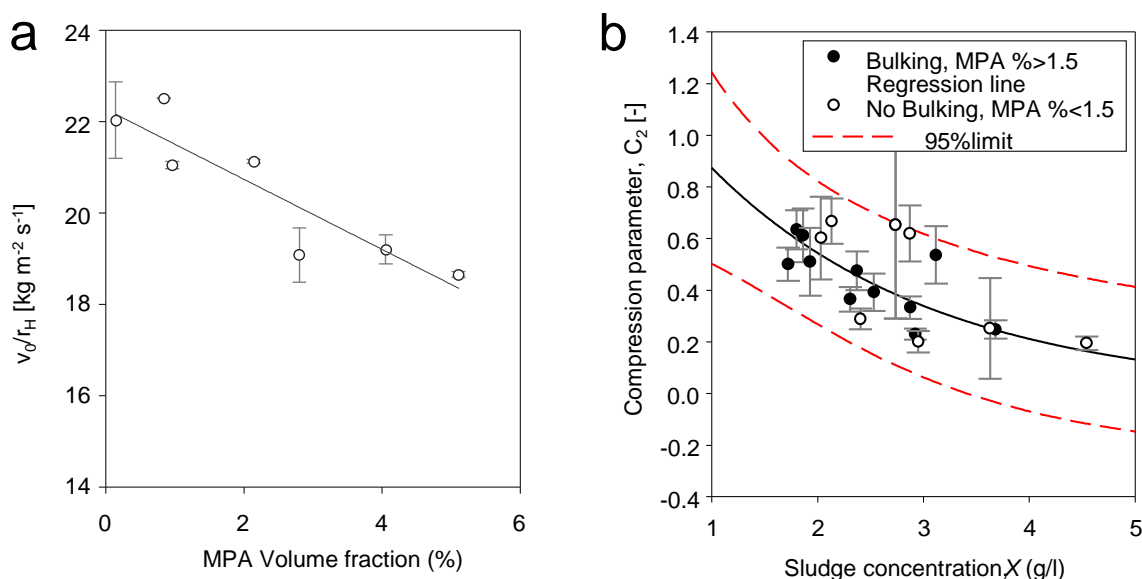 a
24
22
20
18
16
14
v0/rH [kg m-2 s-1]
0
2
4
6
MPA Volume fraction (%)
b
1.4
1.2
1.0
0.8
0.6
0.4
0.2
0.0
-0.2
-0.4
Compression parameter, C2 [-]
Bulking, MPA %>1.5
Regression line
No Bulking, MPA %<1.5
95%limit
1
2
3
4
5
Sludge concentration,X (g/l)